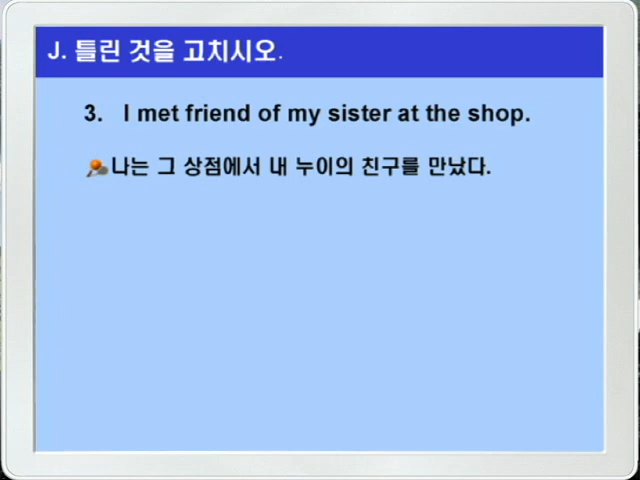 J. 틀린 것을 고치시오.
3. I met friend of my sister at the shop.
나는 그 상점에서 내 누이의 친구를 만났다.